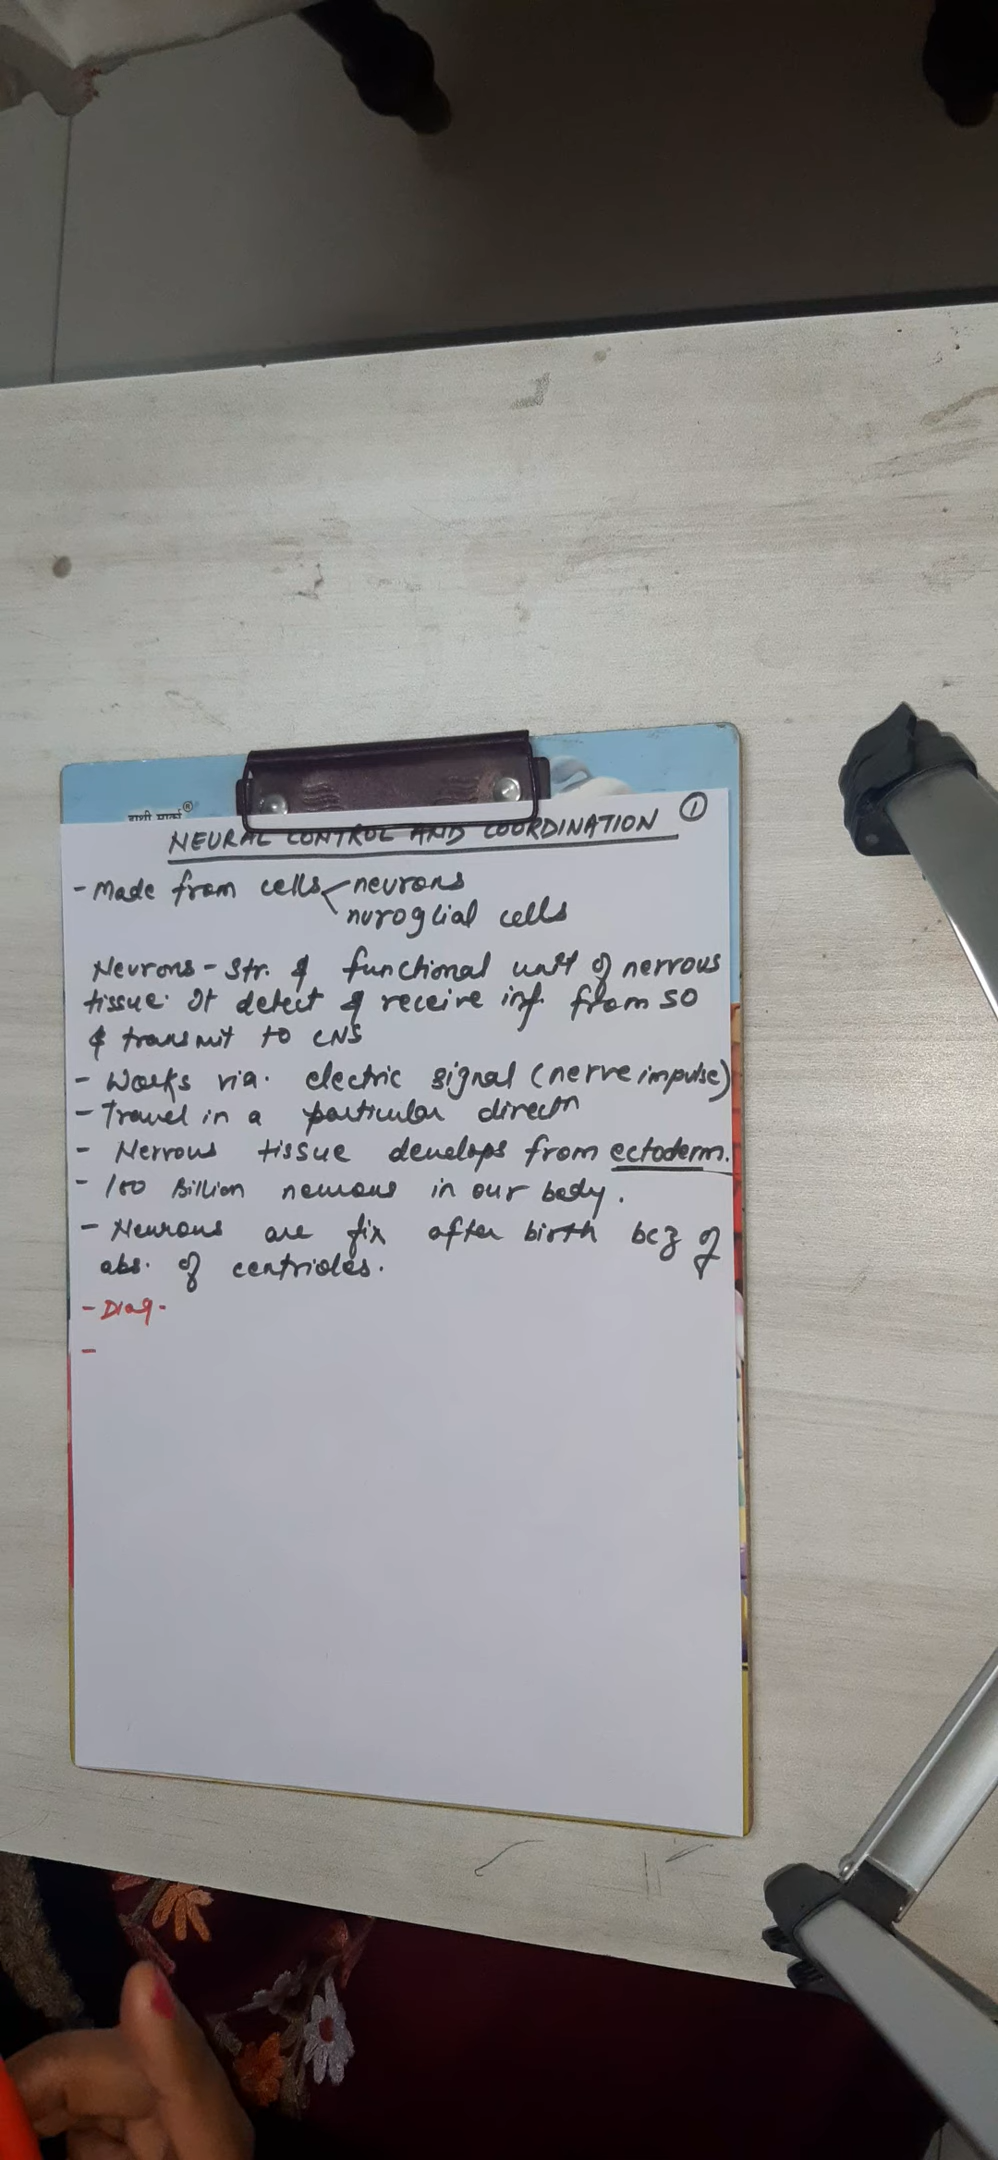 हाथी मार्का ®
NEURAL CONTROL AND COORDINATION ①
- Made from cells neurons
nuroglial cells
Neurons - Str. & functional unit of nervous
tissue. It detect & receive inf. from SO
& transmit to CNS
- Works via. electric signal (nerve impulse)
- Travel in a particular directn
- Nervous tissue develops from ectoderm.
- 100 Billion neurons in our body.
- Neurons are fix after birth bcz of
abs. of centrioles.
- Diag.
-